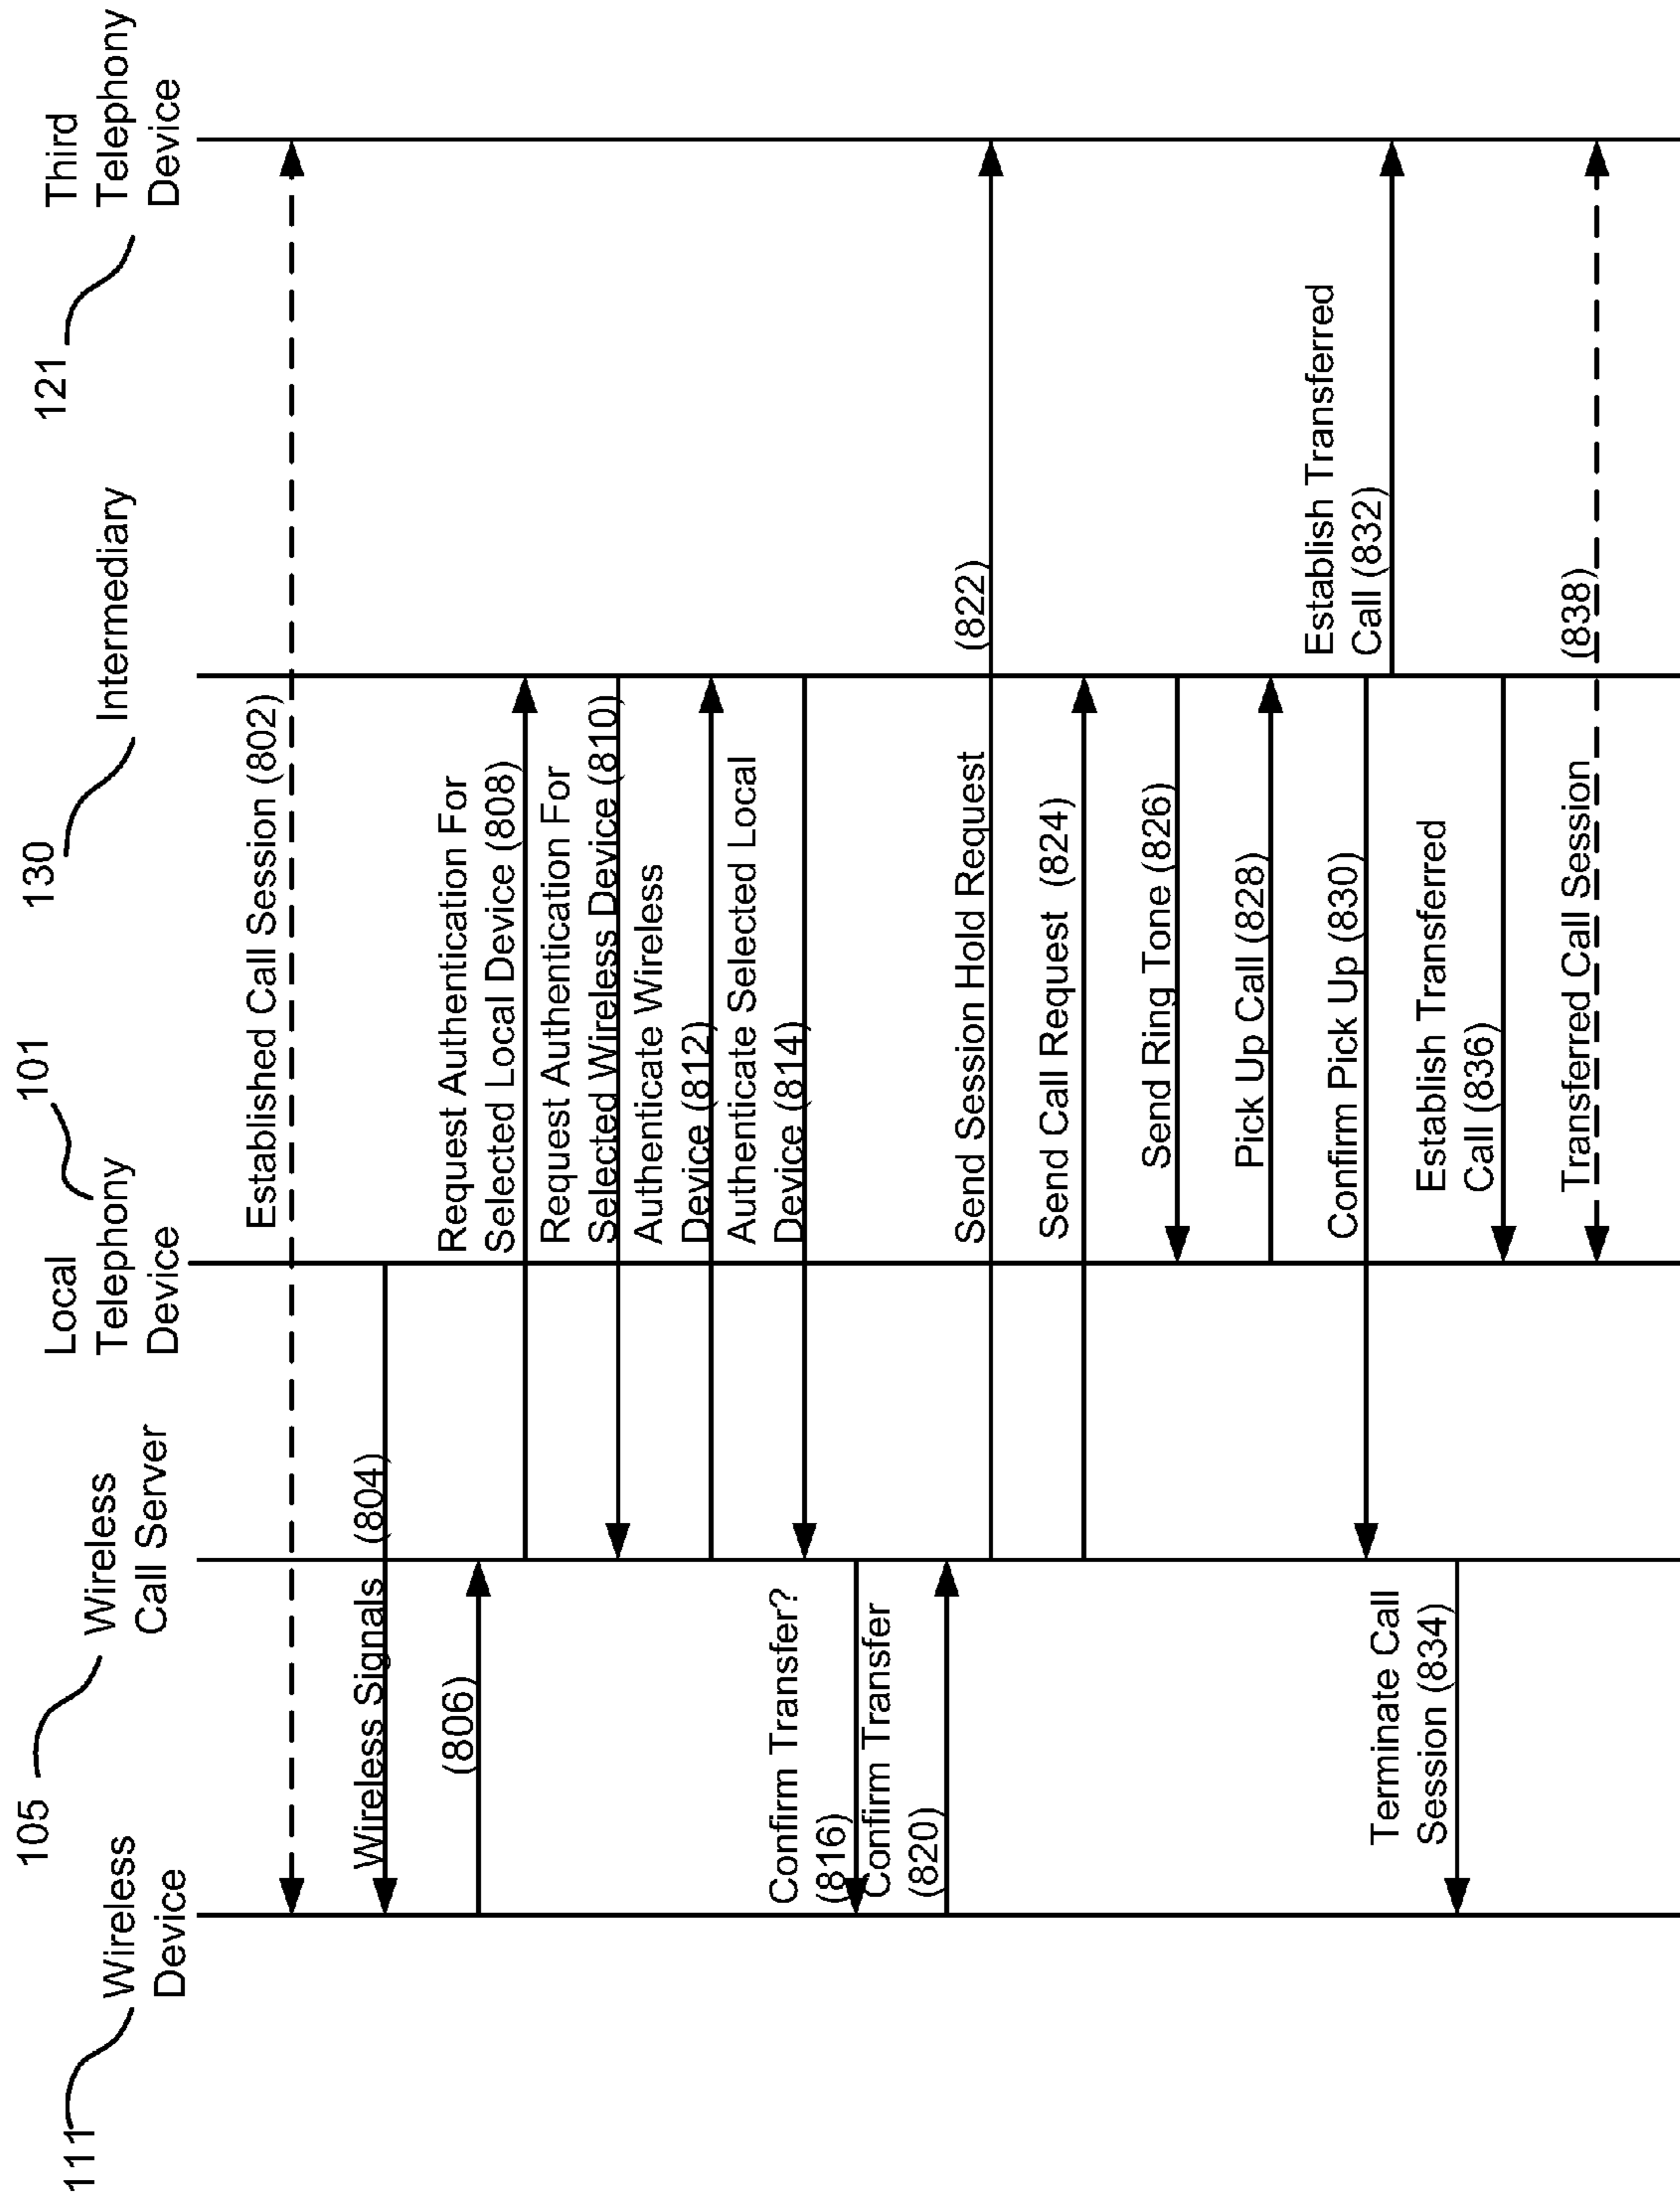 111
Wireless
Device
105
Wireless
Call Server
101
Local
Telephony
Device
130
Intermediary
121
Third
Telephony
Device
Established Call Session (802)
Wireless Signals (804)
(806)
Request Authentication For
Selected Local Device (808)
Request Authentication For
Selected Wireless Device (810)
Authenticate Wireless
Device (812)
Authenticate Selected Local
Device (814)
Confirm Transfer?
(816)
Confirm Transfer
(820)
Send Session Hold Request (822)
Send Call Request (824)
Send Ring Tone (826)
Pick Up Call (828)
Confirm Pick Up (830)
Establish Transferred
Call (832)
Terminate Call
Session (834)
Establish Transferred
Call (836)
Transferred Call Session (838)